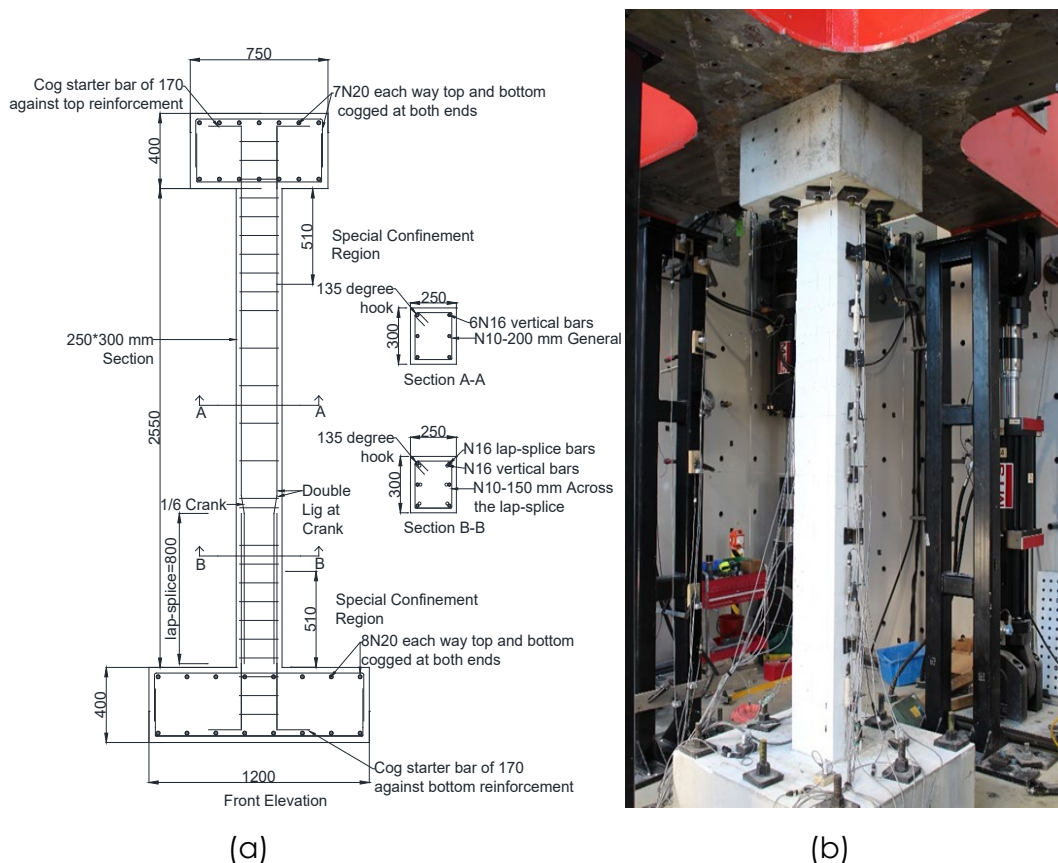 750
Cog starter bar of 170
against top reinforcement
7N20 each way top and bottom
cogged at both ends
400
510
Special Confinement
Region
135 degree
hook
250
300
6N16 vertical bars
N10-200 mm General
Section A-A
250*300 mm
Section
2550
A
A
135 degree
hook
250
300
N16 lap-splice bars
N16 vertical bars
N10-150 mm Across
the lap-splice
Section B-B
1/6 Crank
Double
Lig at
Crank
B
B
lap-splice=800
510
Special Confinement
Region
8N20 each way top and bottom
cogged at both ends
400
1200
Front Elevation
Cog starter bar of 170
against bottom reinforcement
MTS
(a)
(b)